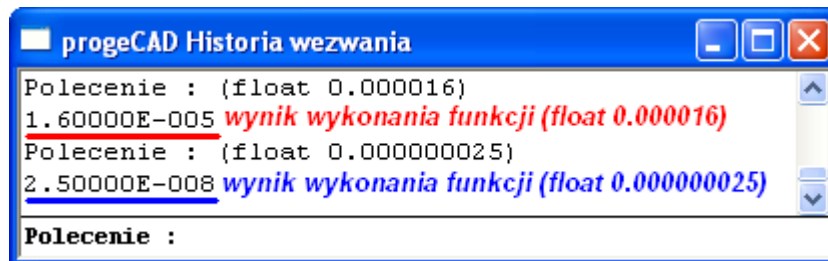 progeCAD Historia wezwania
Polecenie : (float 0.000016)
1.60000E-005 wynik wykonania funkcji (float 0.000016)
Polecenie : (float 0.000000025)
2.50000E-008 wynik wykonania funkcji (float 0.000000025)
Polecenie :